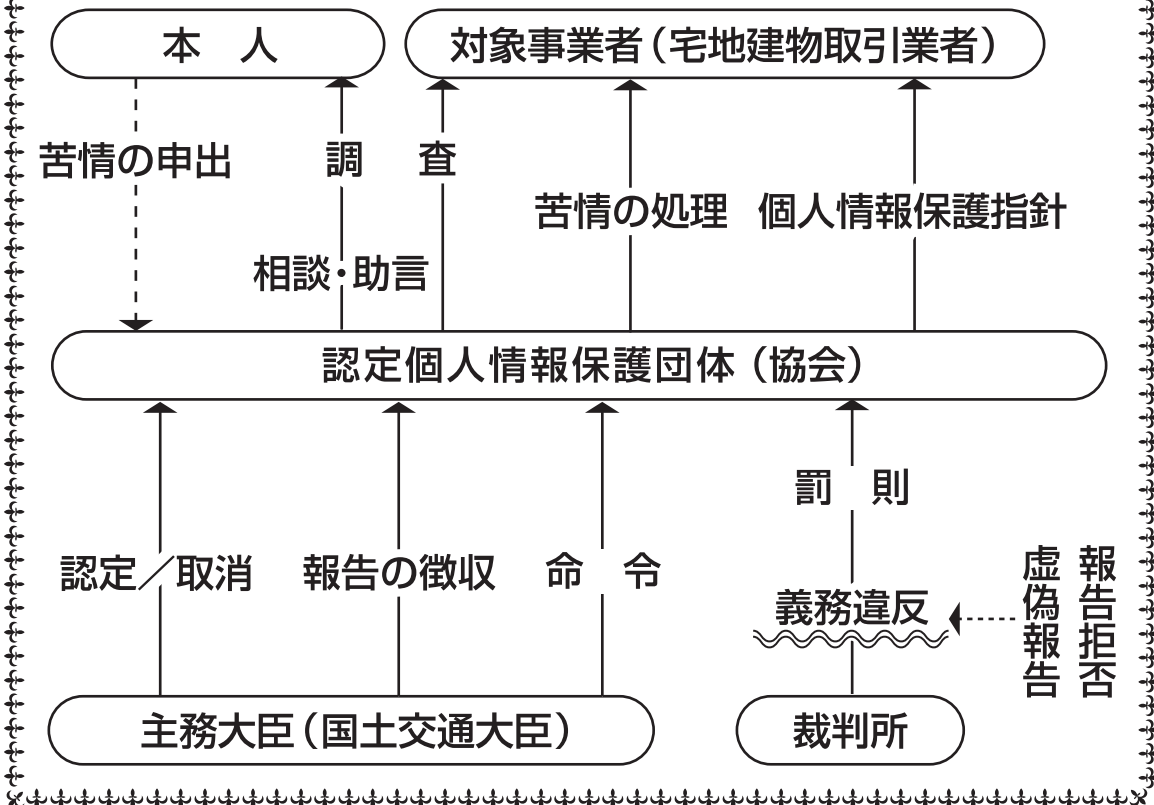 本　人
対象事業者（宅地建物取引業者）
苦情の申出
調　査
苦情の処理
個人情報保護指針
相談・助言
認定個人情報保護団体（協会）
罰　則
認定／取消
報告の徴収
命　令
義務違反
報告拒否
虚偽報告
主務大臣（国土交通大臣）
裁判所